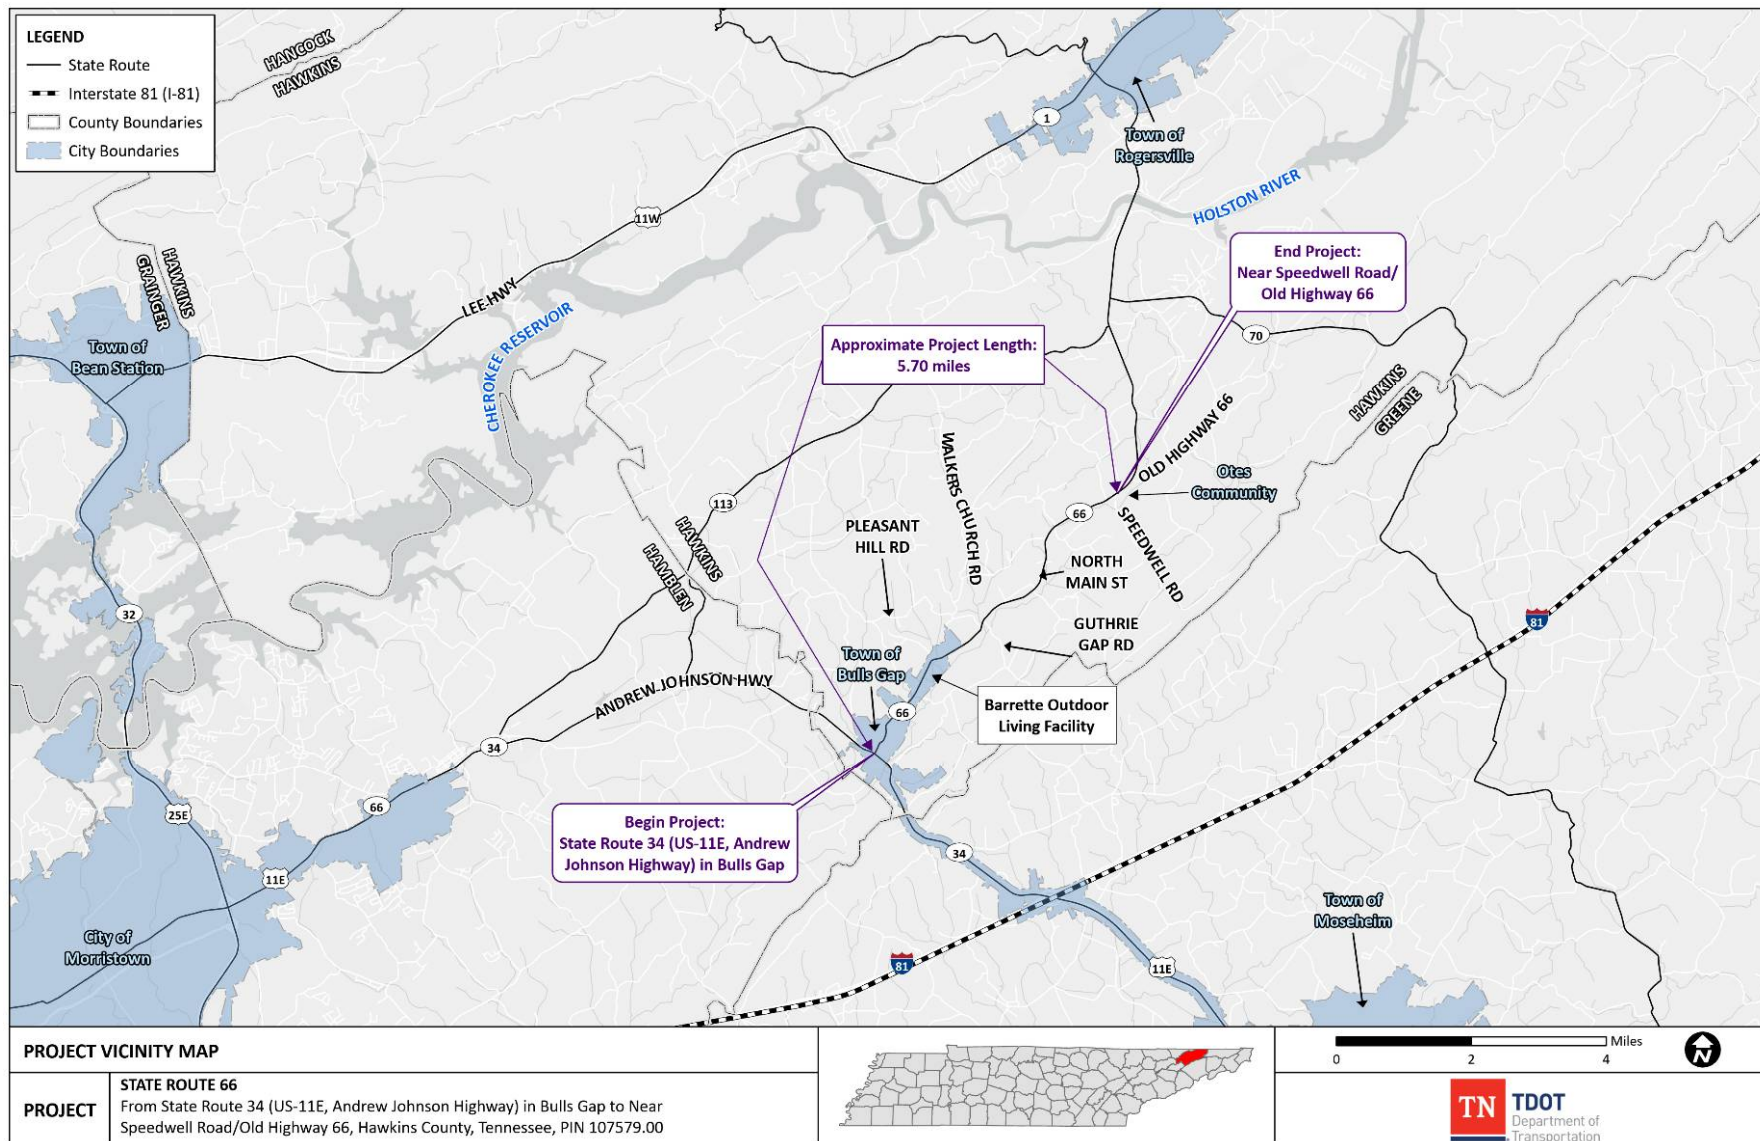 LEGEND
State Route
Interstate 81 (I-81)
County Boundaries
City Boundaries
HANCOCK
HAWKINS
1
Town of
Rogersville
HOLSTON RIVER
11W
LEE HWY
CHEROKEE RESERVOIR
HAWKINS
GRAINGER
Town of
Bean Station
End Project:
Near Speedwell Road/
Old Highway 66
70
Approximate Project Length:
5.70 miles
HAWKINS
GREENE
OLD HIGHWAY 66
Otes
Community
WALKERS CHURCH RD
66
SPEEDWELL RD
113
PLEASANT
HILL RD
HAWKINS
HAMBLEN
NORTH
MAIN ST
GUTHRIE
GAP RD
32
81
Town of
Bulls Gap
ANDREW JOHNSON HWY
66
Barrette Outdoor
Living Facility
34
66
25E
11E
Begin Project:
State Route 34 (US-11E, Andrew
Johnson Highway) in Bulls Gap
34
City of
Morristown
81
11E
Town of
Mosheim
PROJECT VICINITY MAP
PROJECT
STATE ROUTE 66
From State Route 34 (US-11E, Andrew Johnson Highway) in Bulls Gap to Near
Speedwell Road/Old Highway 66, Hawkins County, Tennessee, PIN 107579.00
0 2 4 Miles
N
TN
TDOT
Department of
Transportation